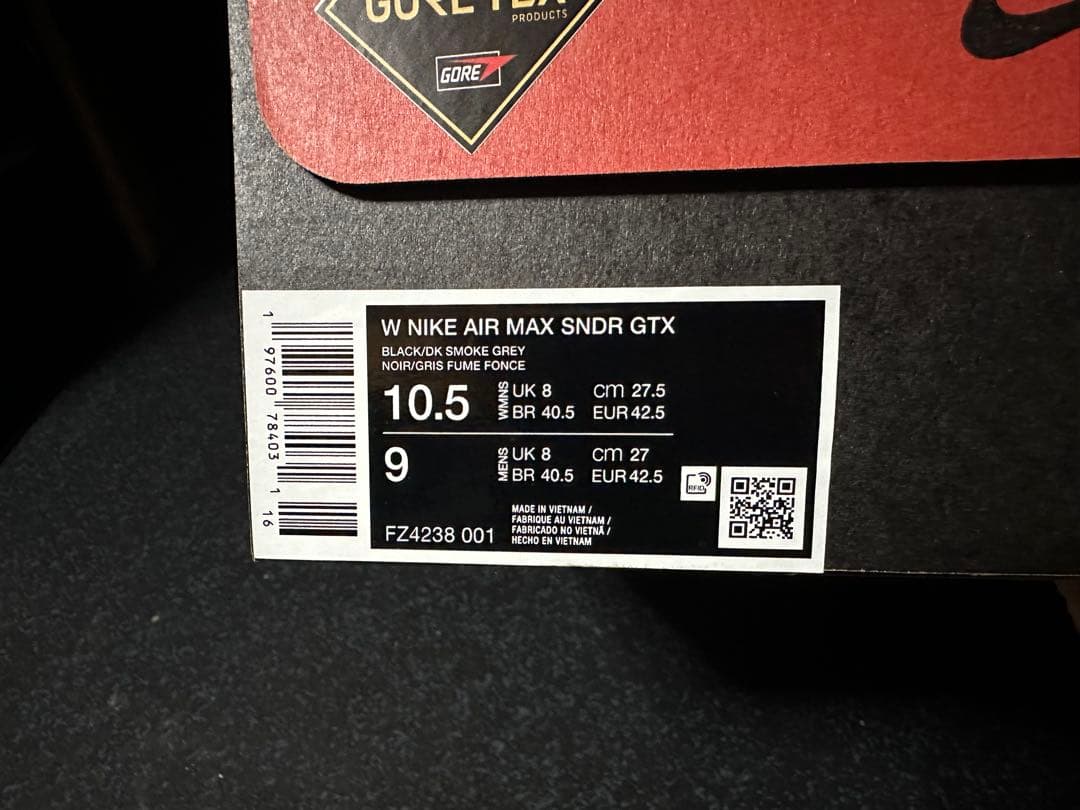 GORE-TEX
PRODUCTS
GORE
W NIKE AIR MAX SNDR GTX
BLACK/DK SMOKE GREY
NOIR/GRIS FUME FONCE
10.5 WMNS UK 8 cm 27.5
BR 40.5 EUR 42.5
9 MENS UK 8 cm 27
BR 40.5 EUR 42.5
RFID
FZ4238 001
MADE IN VIETNAM /
FABRIQUE AU VIETNAM /
FABRICADO NO VIETNÃ /
HECHO EN VIETNAM
1 97600 78403 1 16